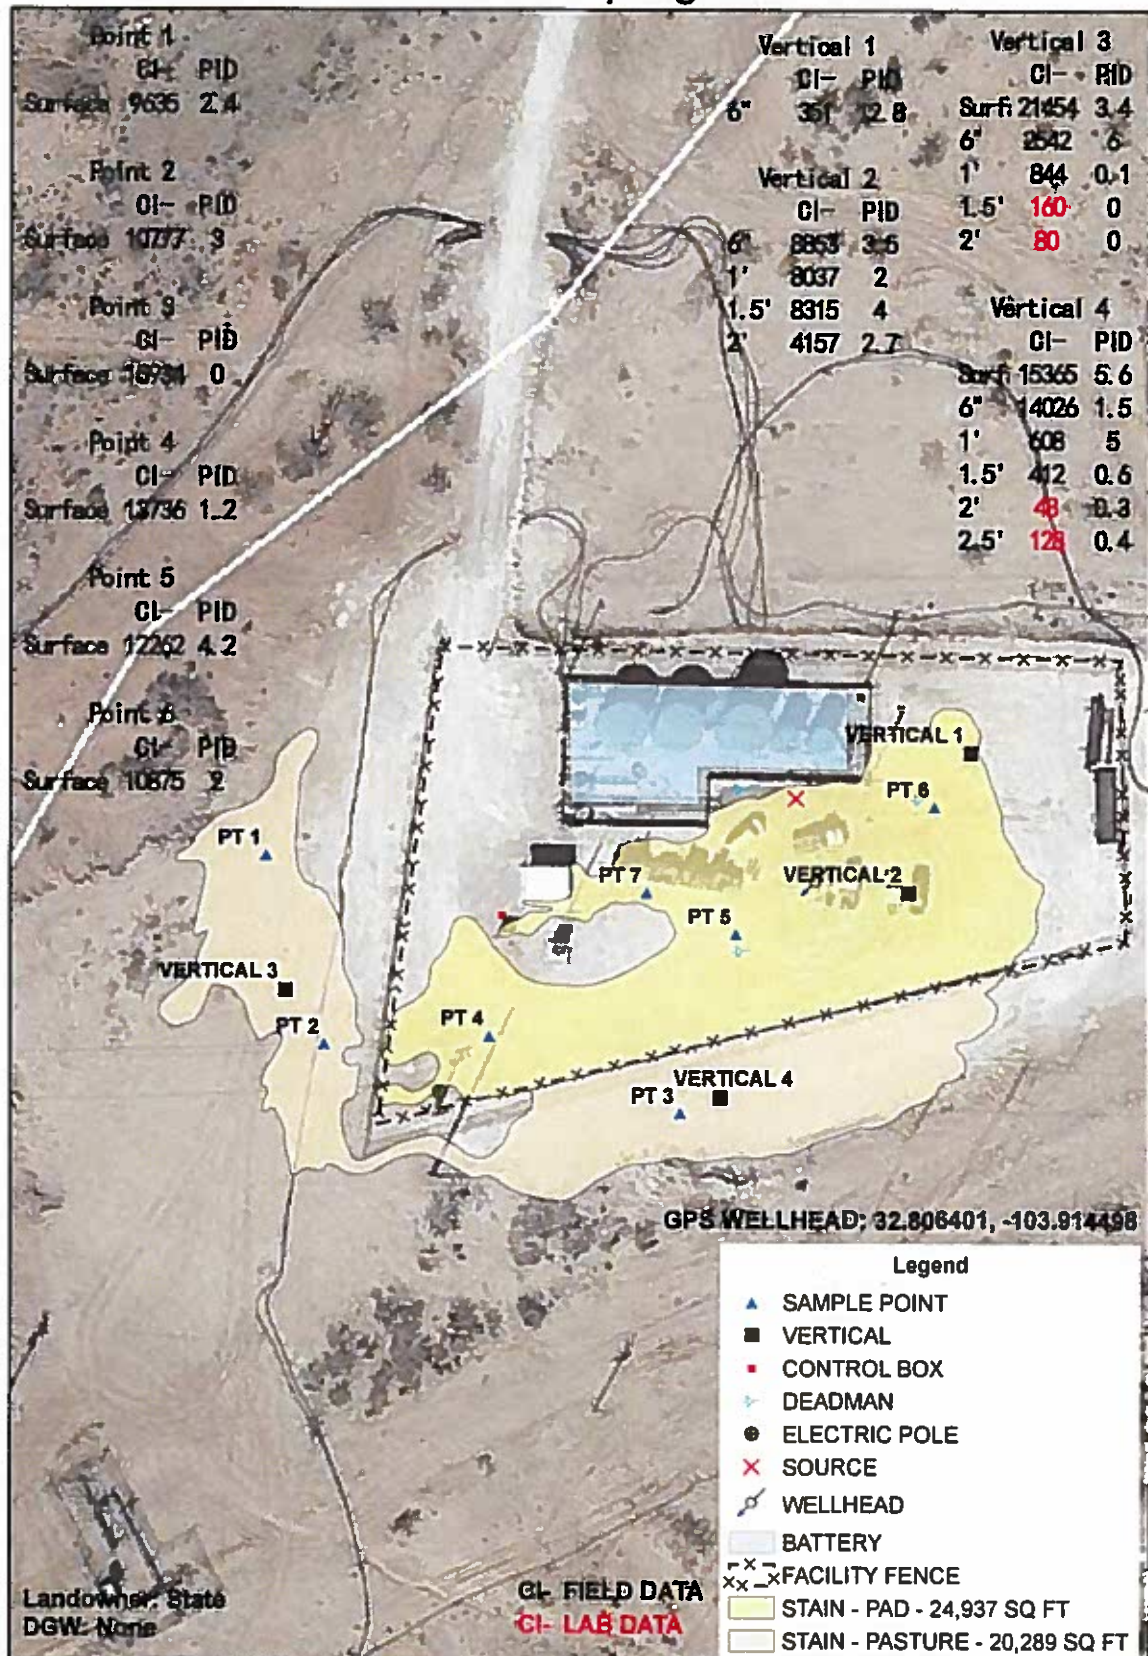 Point 1
Cl- PID
Surface 9635 2.4
Point 2
Cl- PID
Surface 10777 3
Point 3
Cl- PID
Surface 0
Point 4
Cl- PID
Surface 13736 1.2
Point 5
Cl- PID
Surface 12262 4.2
Point 6
Cl- PID
Surface 10875 2
Vertical 1
Cl- PID
6" 351 12.8
Vertical 2
Cl- PID
6" 8853 3.5
1' 8037 2
1.5' 8315 4
2' 4157 2.7
Vertical 3
Cl- PID
Surf: 21454 3.4
6" 2542 6
1' 844 0.1
1.5' 160 0
2' 80 0
Vertical 4
Cl- PID
Surf: 15365 5.6
6" 14026 1.5
1' 608 5
1.5' 412 0.6
2' 48 0.3
2.5' 128 0.4
VERTICAL 1
PT 6
PT 1
PT 7
VERTICAL 2
PT 5
VERTICAL 3
PT 2
PT 4
PT 3
VERTICAL 4
GPS WELLHEAD: 32.806401, -103.914498
Legend
SAMPLE POINT
VERTICAL
CONTROL BOX
DEADMAN
ELECTRIC POLE
SOURCE
WELLHEAD
BATTERY
FACILITY FENCE
STAIN - PAD - 24,937 SQ FT
STAIN - PASTURE - 20,289 SQ FT
Landowner: State
DGW: None
Cl- FIELD DATA
Cl- LAB DATA